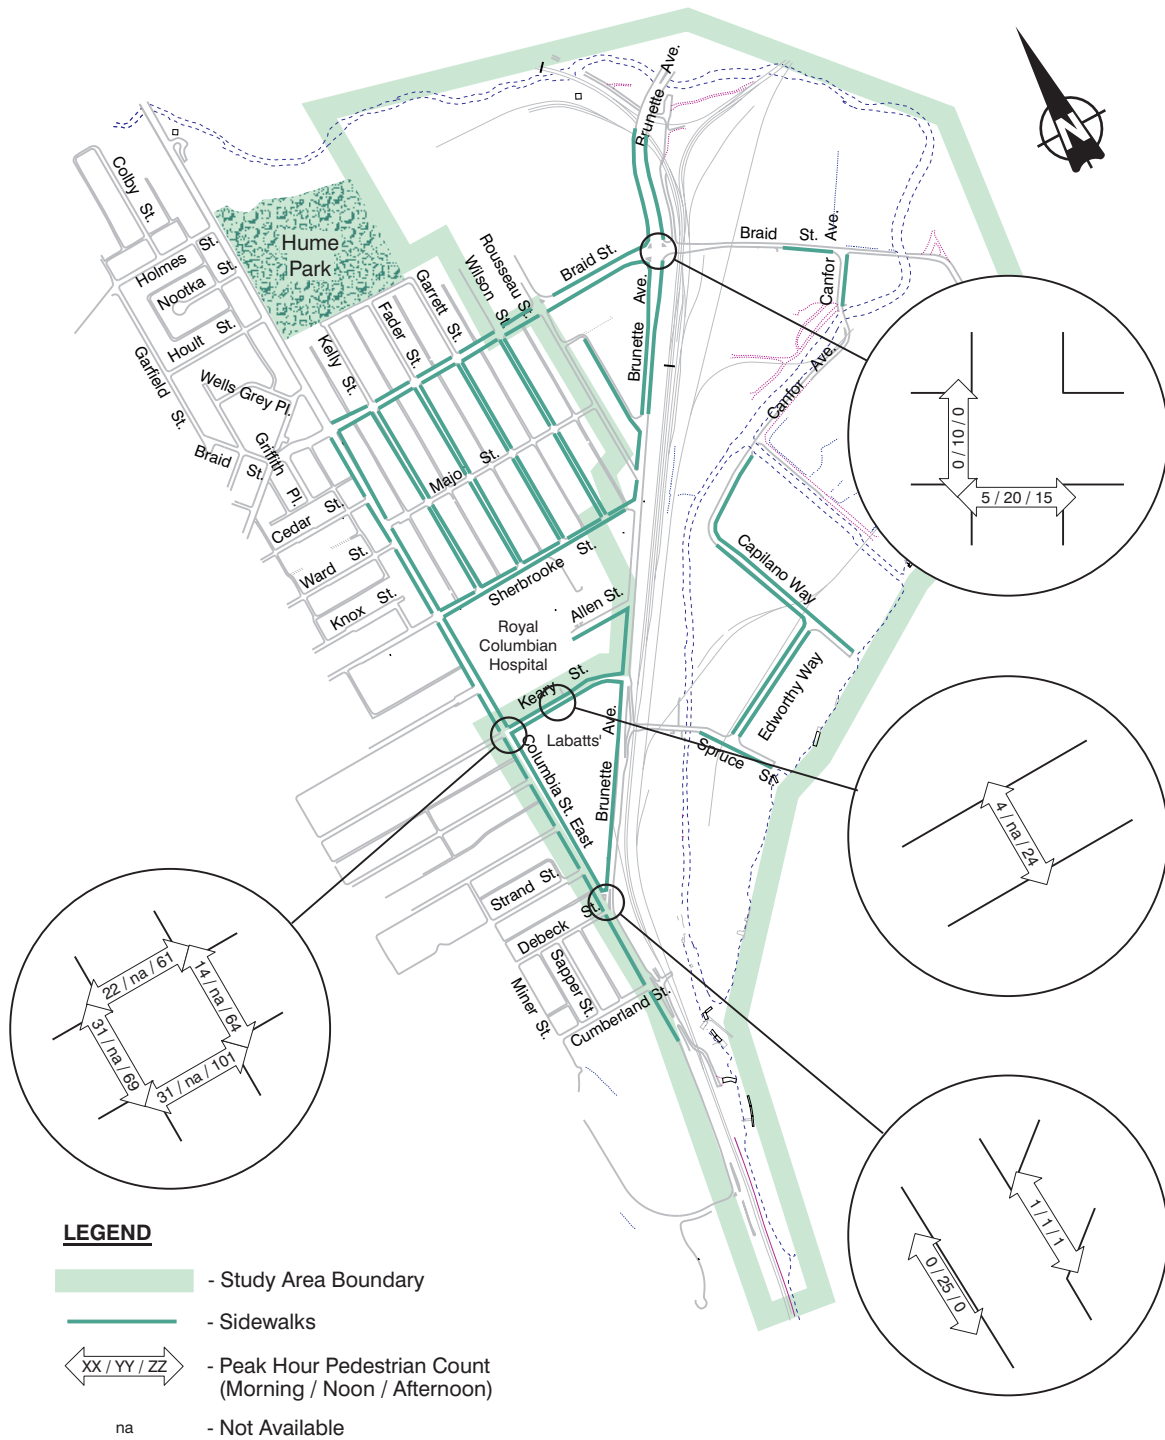 Brunette Ave.
N
Colby St.
Hume
Park
Holmes St.
Nootka St.
Hoult St.
Garfield St.
Wells Grey Pl.
Griffith Pl.
Braid St.
Cedar St.
Ward St.
Knox St.
Kelly St.
Fader St.
Garrett St.
Wilson St.
Rousseau St.
Braid St.
Brunette Ave.
Braid St.
Canfor Ave.
Canfor Ave.
Major St.
Sherbrooke St.
Allen St.
Royal
Columbian
Hospital
Keary St.
Labatts'
Brunette Ave.
Columbia St. East
Capilano Way
Edworthy Way
Spruce St.
Strand St.
Debeck St.
Sapper St.
Miner St.
Cumberland St.
0 / 10 / 0
5 / 20 / 15
4 / na / 24
22 / na / 61
14 / na / 64
31 / na / 69
31 / na / 101
1 / 1 / 1
0 / 25 / 0
LEGEND
- Study Area Boundary
- Sidewalks
XX / YY / ZZ - Peak Hour Pedestrian Count
(Morning / Noon / Afternoon)
na - Not Available